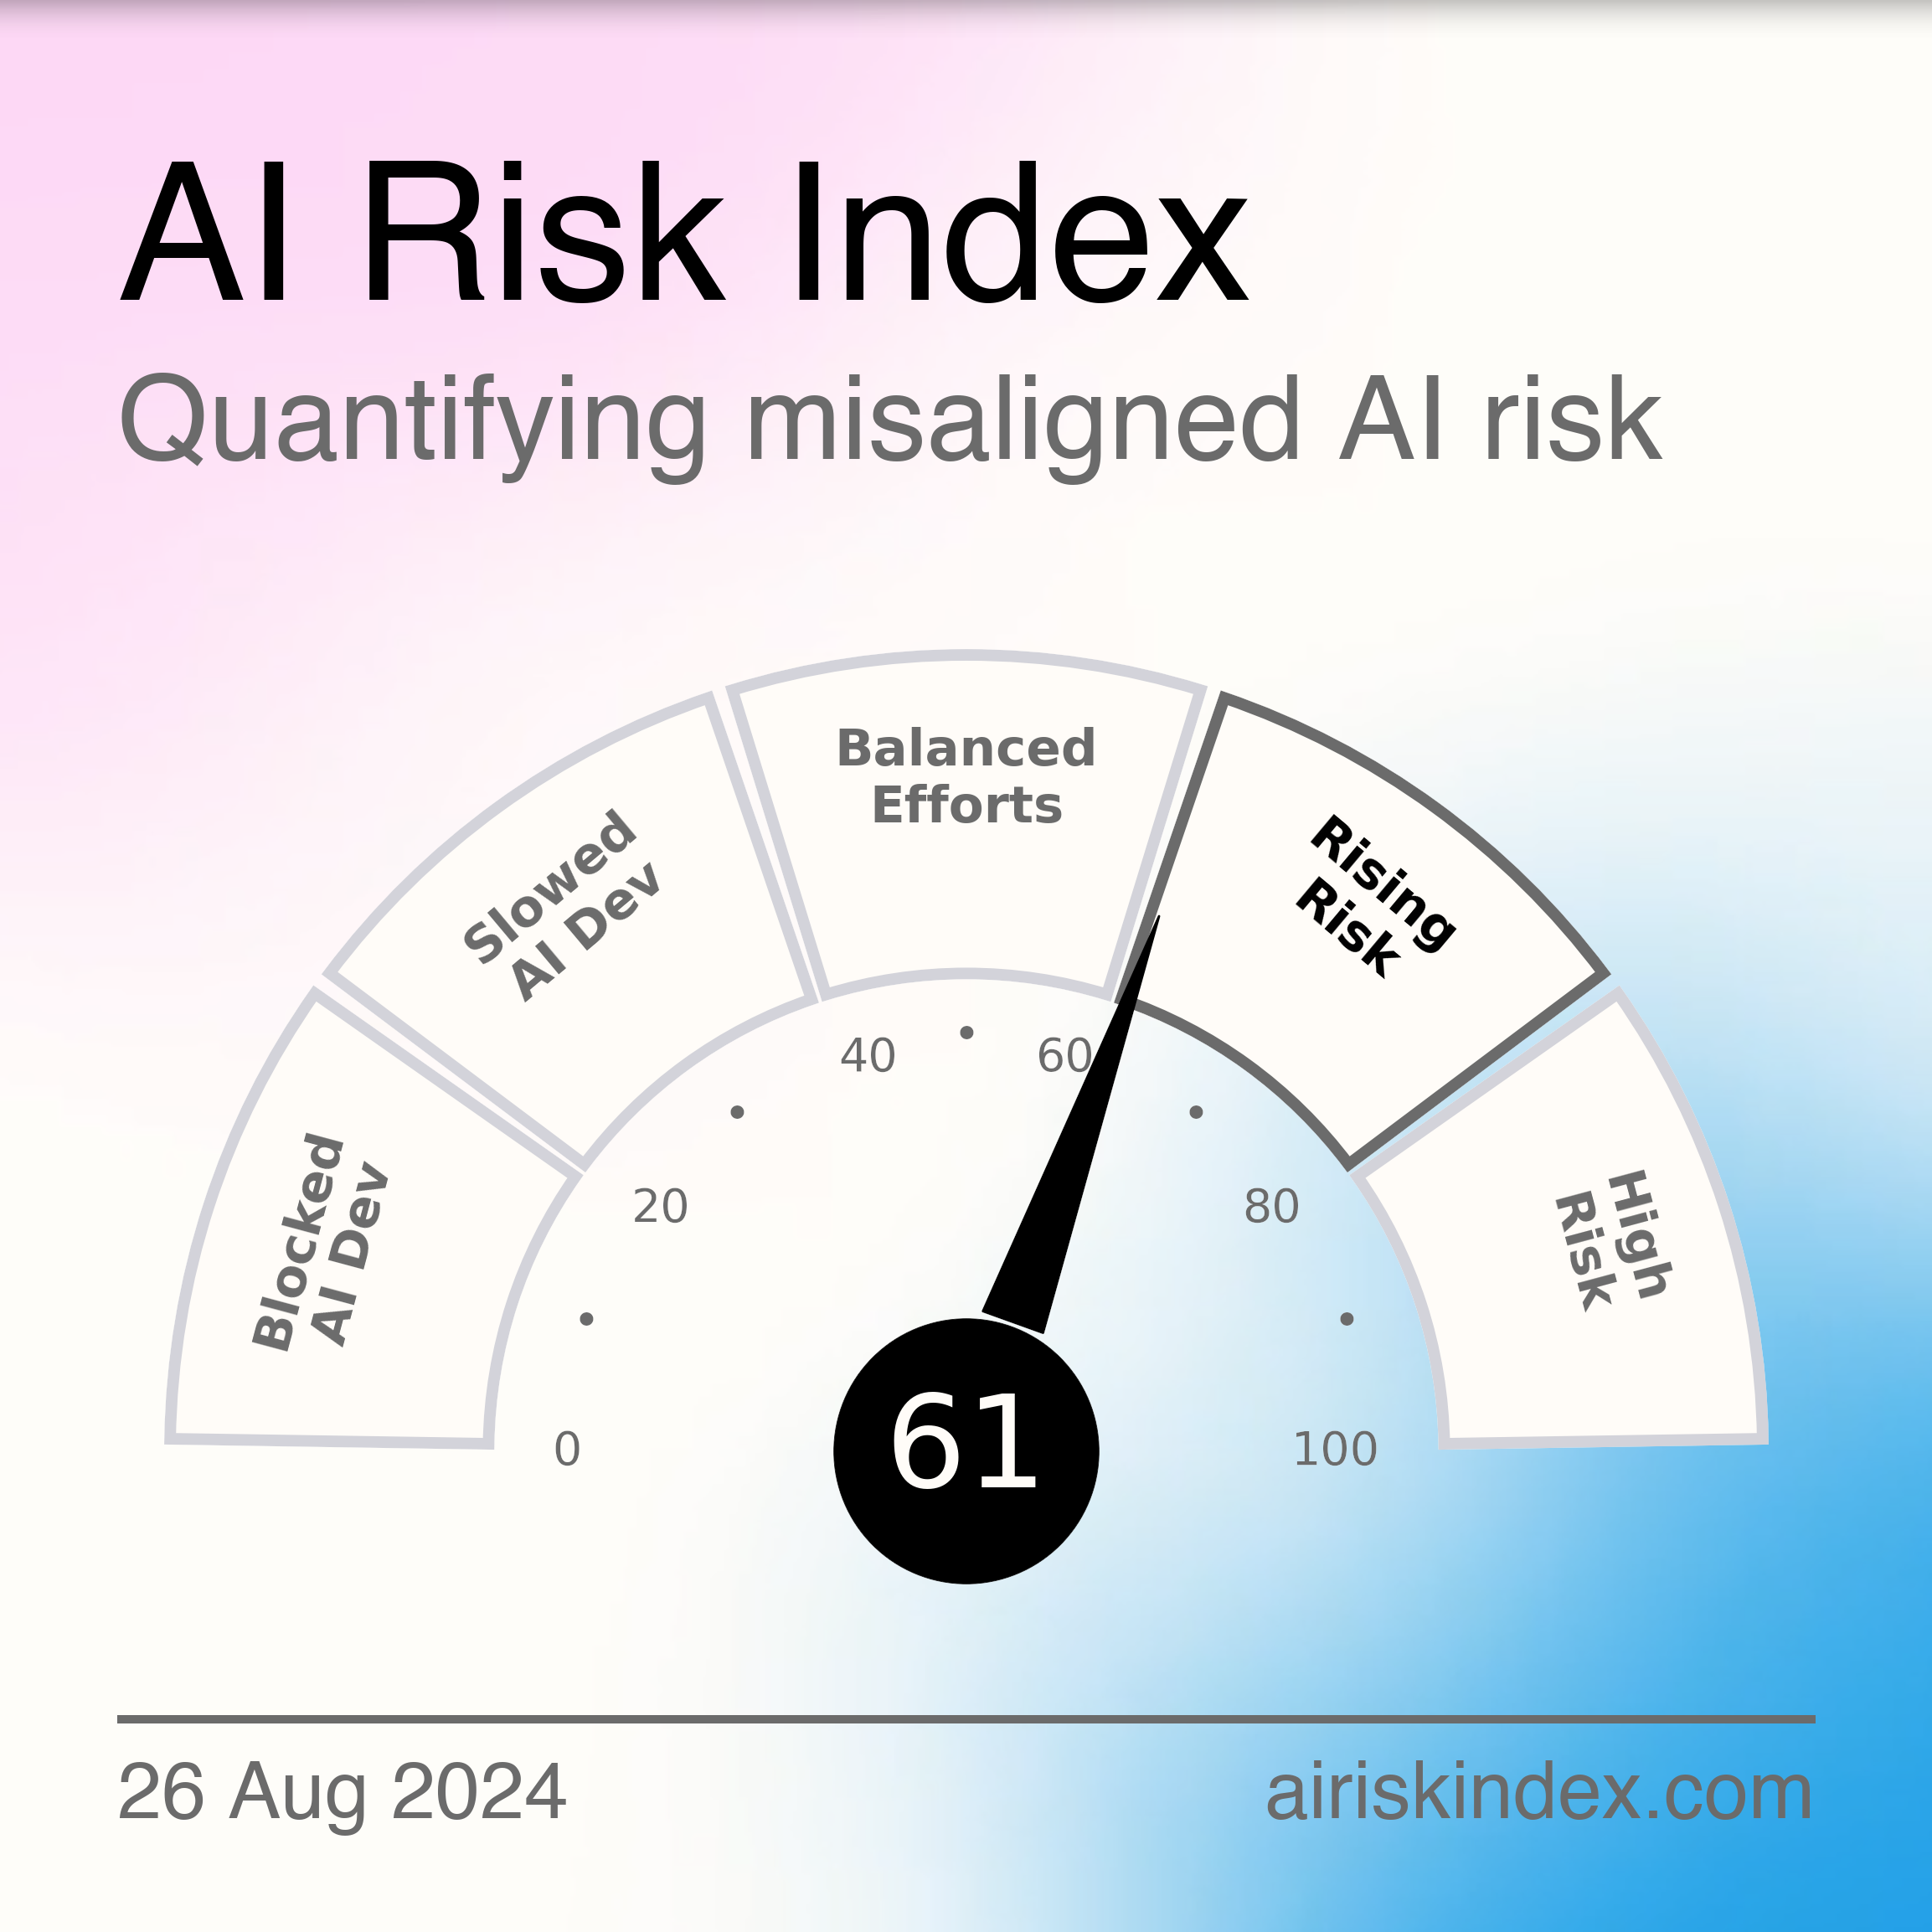 AI Risk Index
Quantifying misaligned AI risk
Blocked
AI Dev
Slowed
AI Dev
Balanced
Efforts
Rising
Risk
High
Risk
0
20
40
60
80
100
61
26 Aug 2024
airiskindex.com